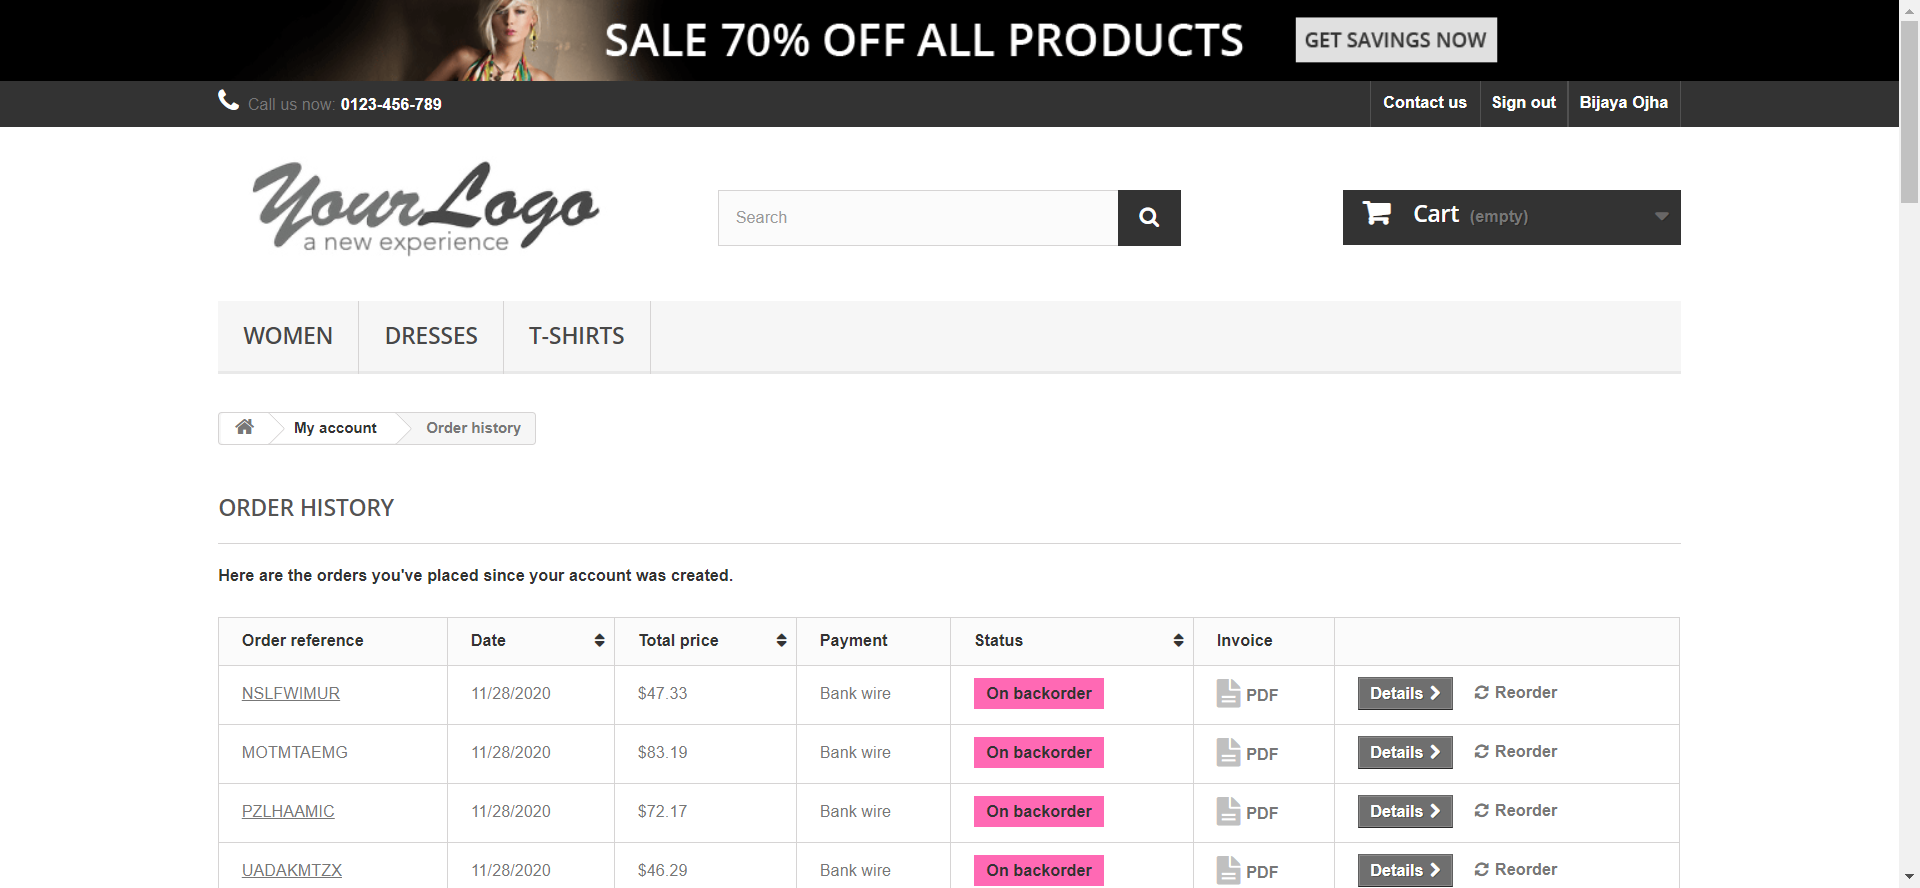 SALE 70% OFF ALL PRODUCTS GET SAVINGS NOW
Call us now: 0123-456-789 Contact us Sign out Bijaya Ojha
Your Logo
a new experience
Search
Cart (empty)
WOMEN DRESSES T-SHIRTS
My account Order history
ORDER HISTORY
Here are the orders you've placed since your account was created.
Order reference Date Total price Payment Status Invoice
NSLFWIMUR 11/28/2020 $47.33 Bank wire On backorder PDF Details Reorder
MOTMTAEMG 11/28/2020 $83.19 Bank wire On backorder PDF Details Reorder
PZLHAAMIC 11/28/2020 $72.17 Bank wire On backorder PDF Details Reorder
UADAKMTZX 11/28/2020 $46.29 Bank wire On backorder PDF Details Reorder